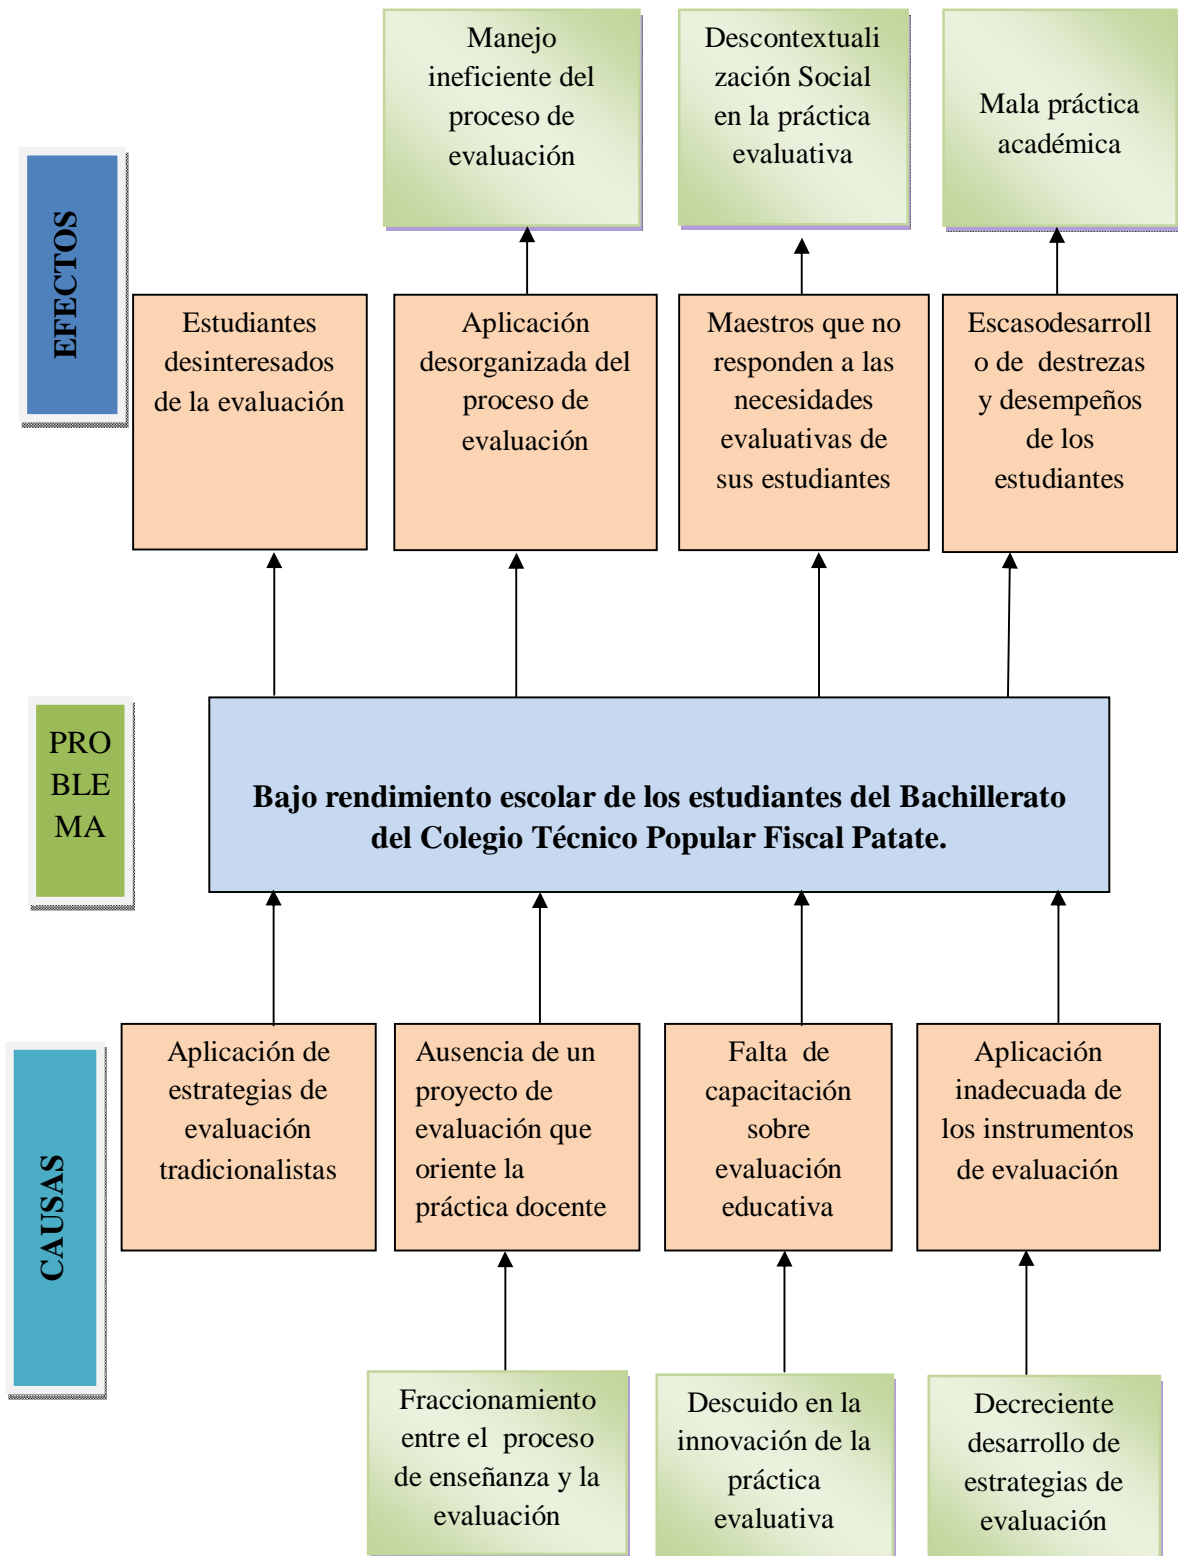 Manejo
ineficiente del
proceso de
evaluación
Descontextuali
zación Social
en la práctica
evaluativa
Mala práctica
académica
EFECTOS
Estudiantes
desinteresados
de la evaluación
Aplicación
desorganizada del
proceso de
evaluación
Maestros que no
responden a las
necesidades
evaluativas de
sus estudiantes
Escasodesarroll
o de destrezas
y desempeños
de los
estudiantes
PRO
BLE
MA
Bajo rendimiento escolar de los estudiantes del Bachillerato
del Colegio Técnico Popular Fiscal Patate.
CAUSAS
Aplicación de
estrategias de
evaluación
tradicionalistas
Ausencia de un
proyecto de
evaluación que
oriente la
práctica docente
Falta de
capacitación
sobre
evaluación
educativa
Aplicación
inadecuada de
los instrumentos
de evaluación
Fraccionamiento
entre el proceso
de enseñanza y la
evaluación
Descuido en la
innovación de la
práctica
evaluativa
Decreciente
desarrollo de
estrategias de
evaluación